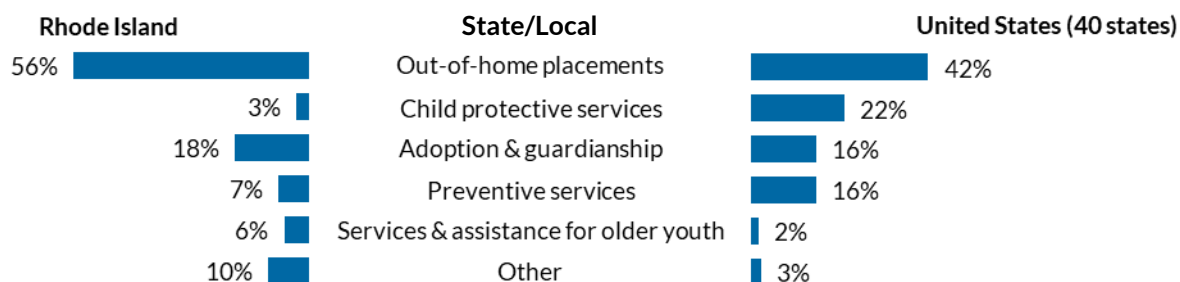 Rhode Island State/Local United States (40 states)
56% Out-of-home placements 42%
3% Child protective services 22%
18% Adoption & guardianship 16%
7% Preventive services 16%
6% Services & assistance for older youth 2%
10% Other 3%